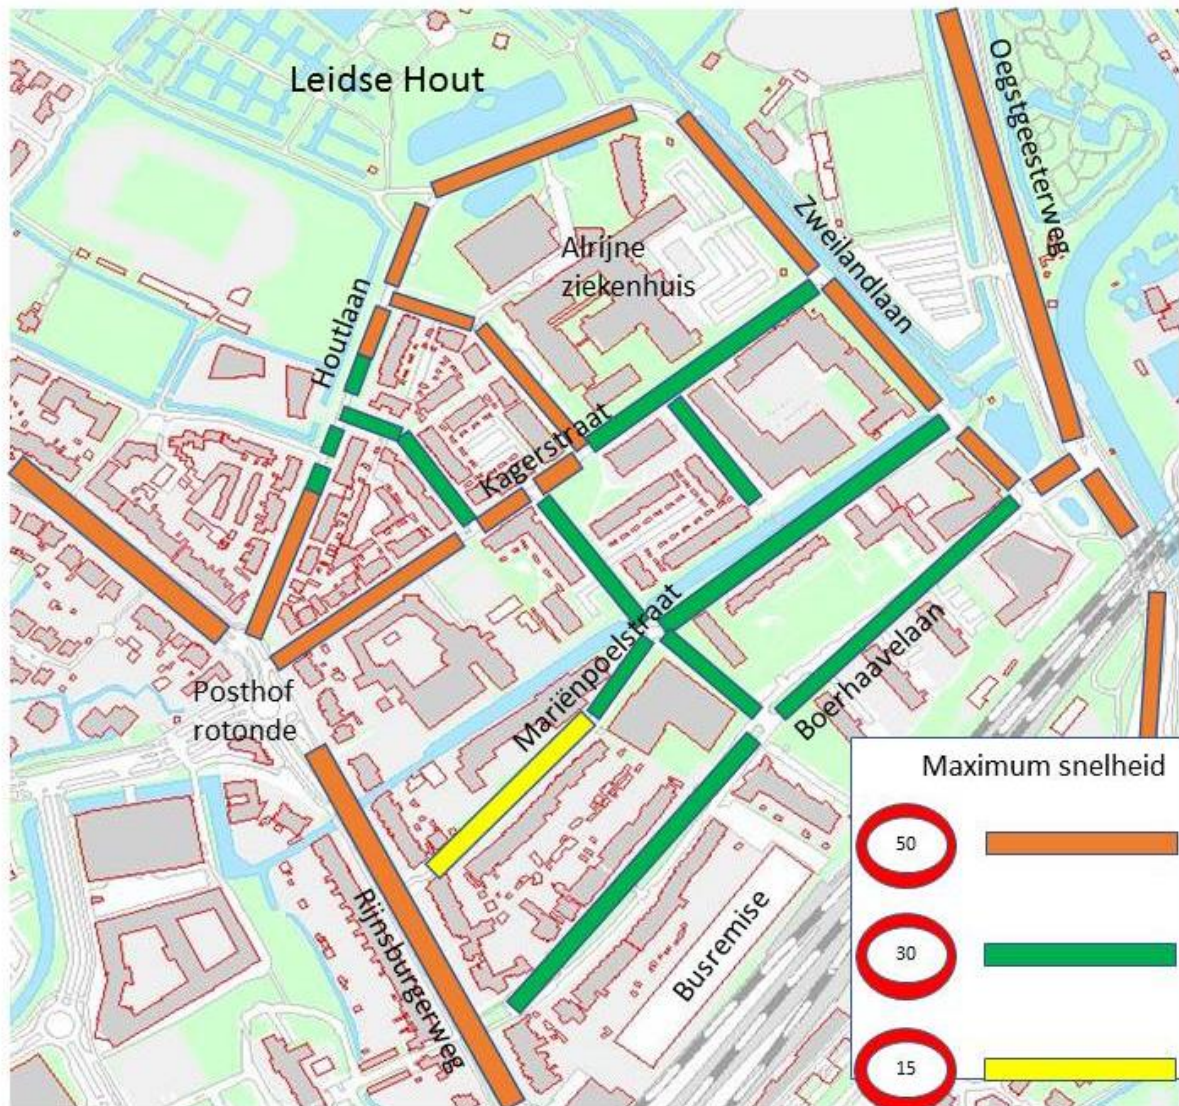 Leidse Hout
Oegstgeesterweg
Zweilandlaan
Alrijne
ziekenhuis
Houtlaan
Kagerstraat
Mariënpoelstraat
Boerhaavelaan
Posthof
rotonde
Rijnsburgerweg
Busremise
Maximum snelheid
50
30
15